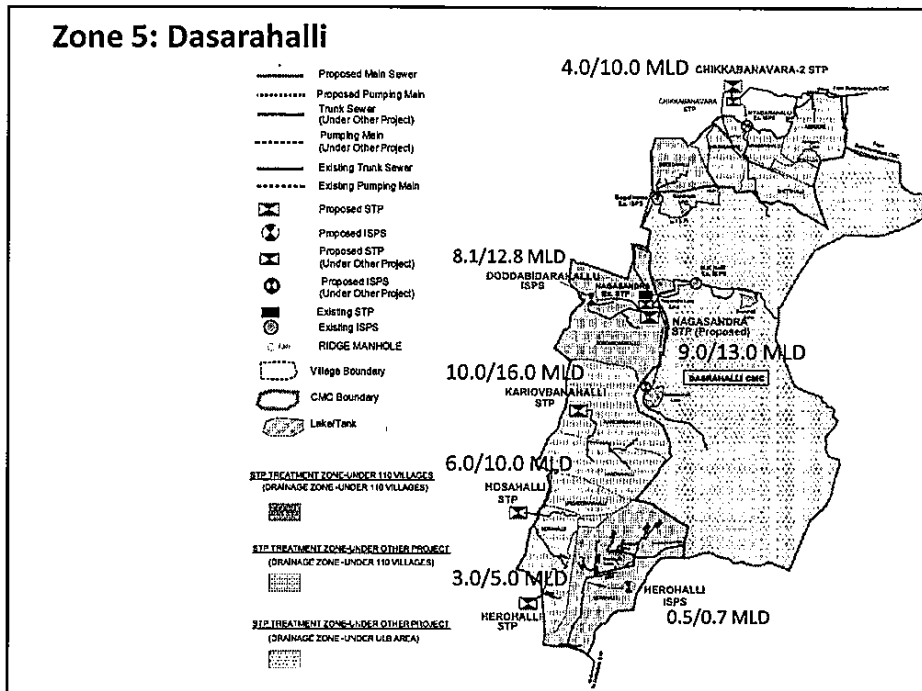 Zone 5: Dasarahalli
Proposed Main Sewer
Proposed Pumping Main
Trunk Sewer
(Under Other Project)
Pumping Main
(Under Other Project)
Existing Trunk Sewer
Existing Pumping Main
Proposed STP
Proposed ISPS
Proposed STP
(Under Other Project)
Proposed ISPS
(Under Other Project)
Existing STP
Existing ISPS
RIDGE MANHOLE
Village Boundary
CMC Boundary
Lake/Tank
STP TREATMENT ZONE-UNDER 110 VILLAGES
(DRAINAGE ZONE-UNDER 110 VILLAGES)
STP TREATMENT ZONE-UNDER OTHER PROJECT
(DRAINAGE ZONE-UNDER 110 VILLAGES)
STP TREATMENT ZONE-UNDER OTHER PROJECT
(DRAINAGE ZONE-UNDER ULB AREA)
4.0/10.0 MLD CHIKKABANAVARA-2 STP
CHIKKABANAVARA
STP
8.1/12.8 MLD
DODDABIDARAHALLU
ISPS
NAGASANDRA
Ex. STP
NAGASANDRA
STP (Proposed)
9.0/13.0 MLD
DASRAHALLI CMC
10.0/16.0 MLD
KARIOVBANAHALLI
STP
6.0/10.0 MLD
HOSAHALLI
STP
3.0/5.0 MLD
HEROHALLI
STP
HEROHALLI
ISPS
0.5/0.7 MLD